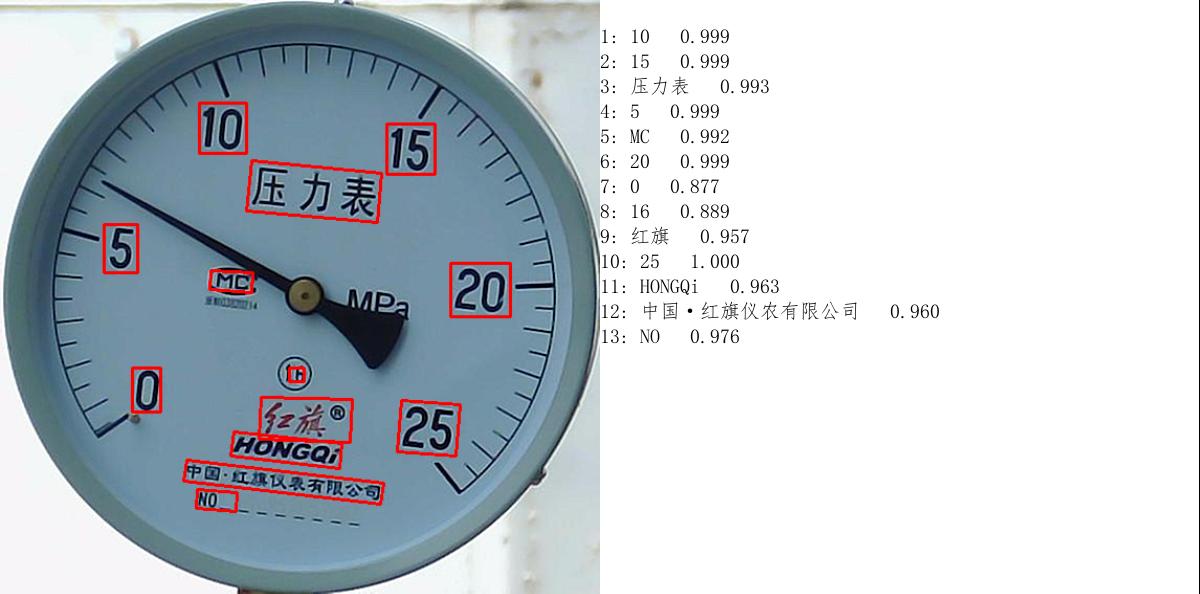 10
15
压力表
5
MC
20
MPa
0
红旗®
25
HONGQi
中国·红旗仪表有限公司
NO
1: 10 0.999
2: 15 0.999
3: 压力表 0.993
4: 5 0.999
5: MC 0.992
6: 20 0.999
7: 0 0.877
8: 16 0.889
9: 红旗 0.957
10: 25 1.000
11: HONGQi 0.963
12: 中国·红旗仪农有限公司 0.960
13: NO 0.976